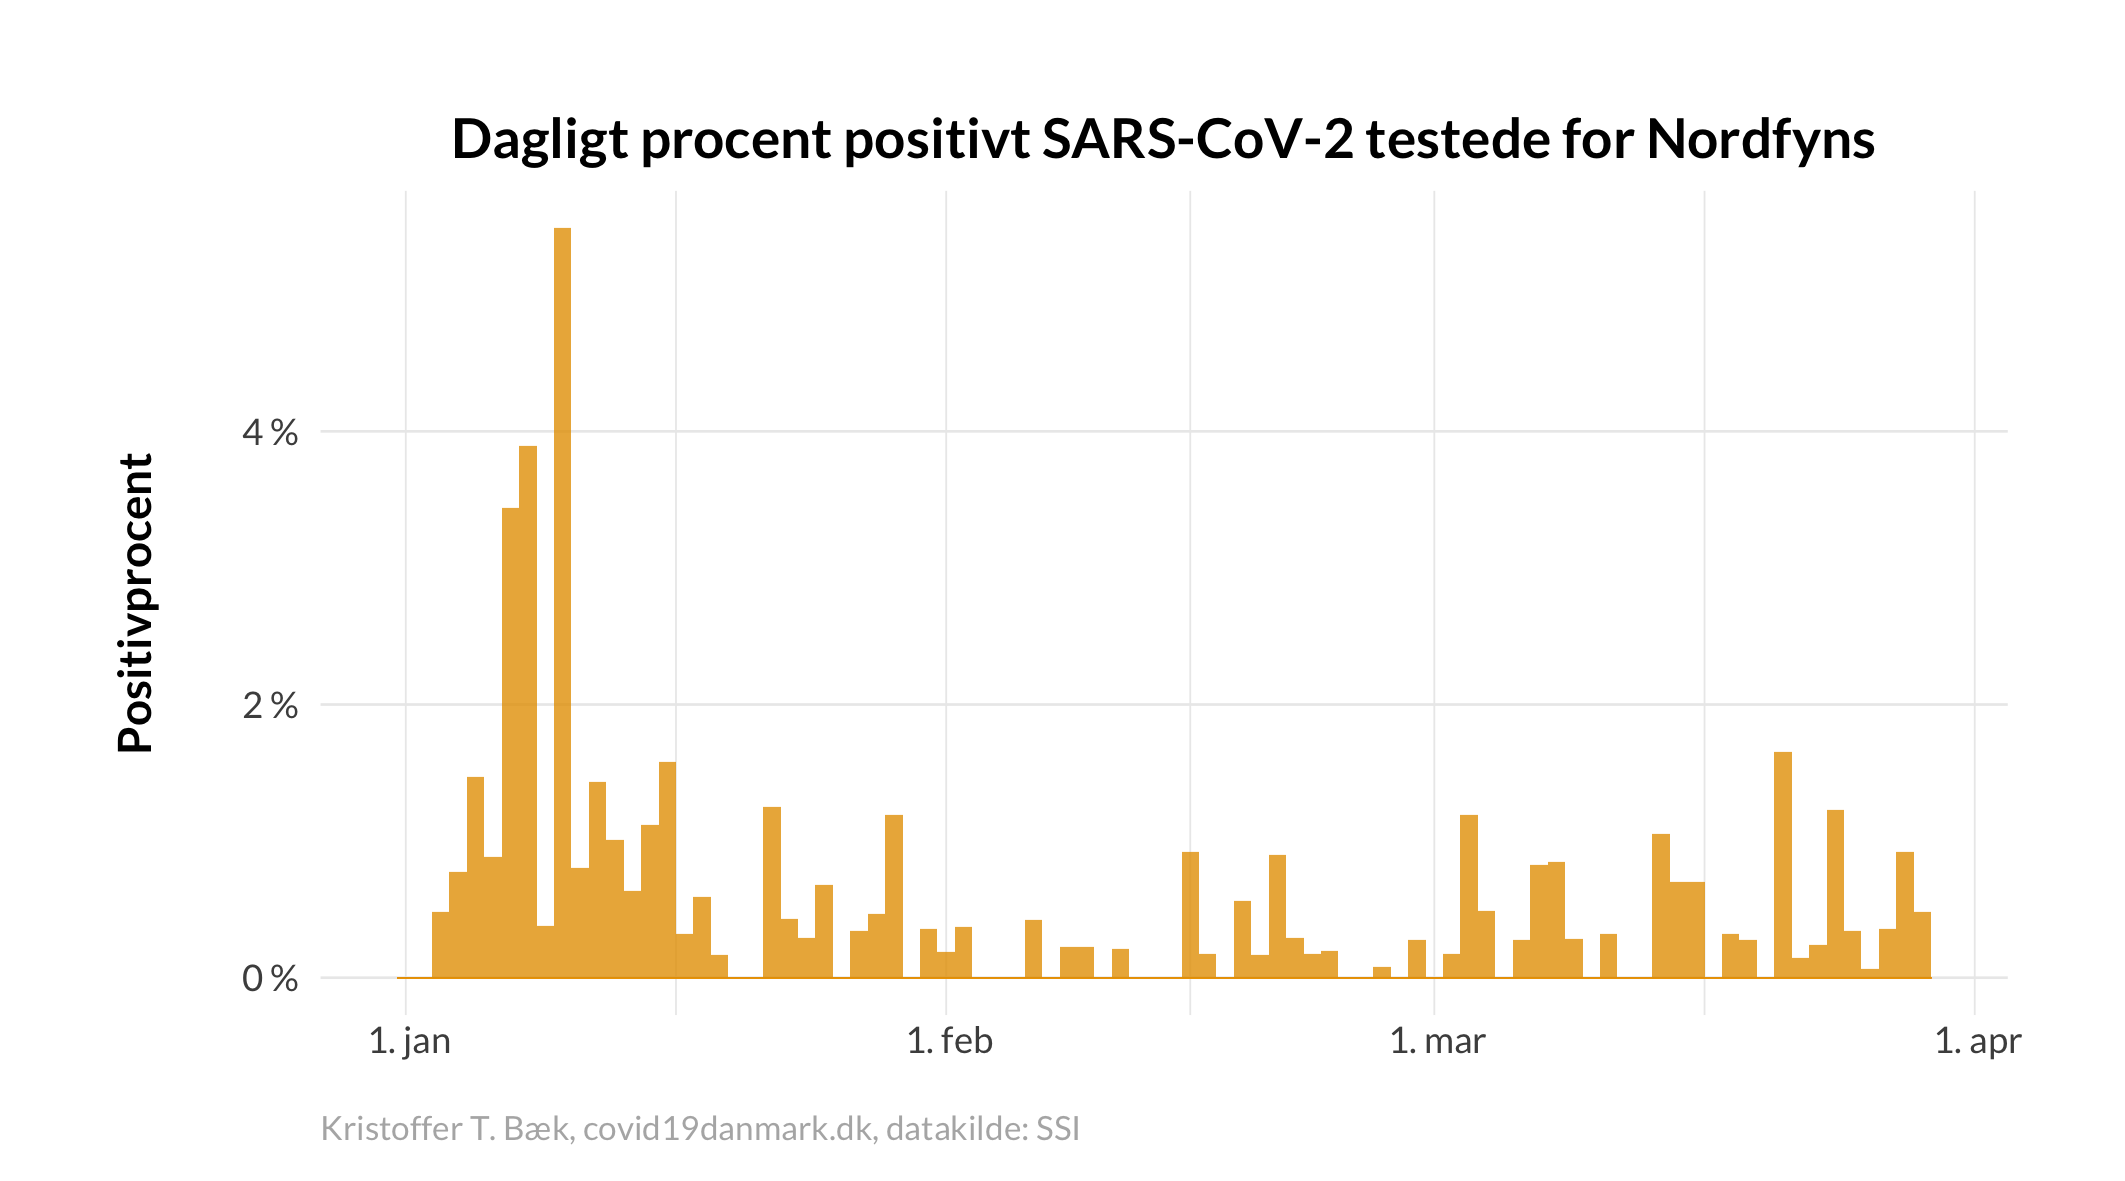 Dagligt procent positivt SARS-CoV-2 testede for Nordfyns
Positivprocent
4 %
2 %
0 %
1. jan
1. feb
1. mar
1. apr
Kristoffer T. Bæk, covid19danmark.dk, datakilde: SSI